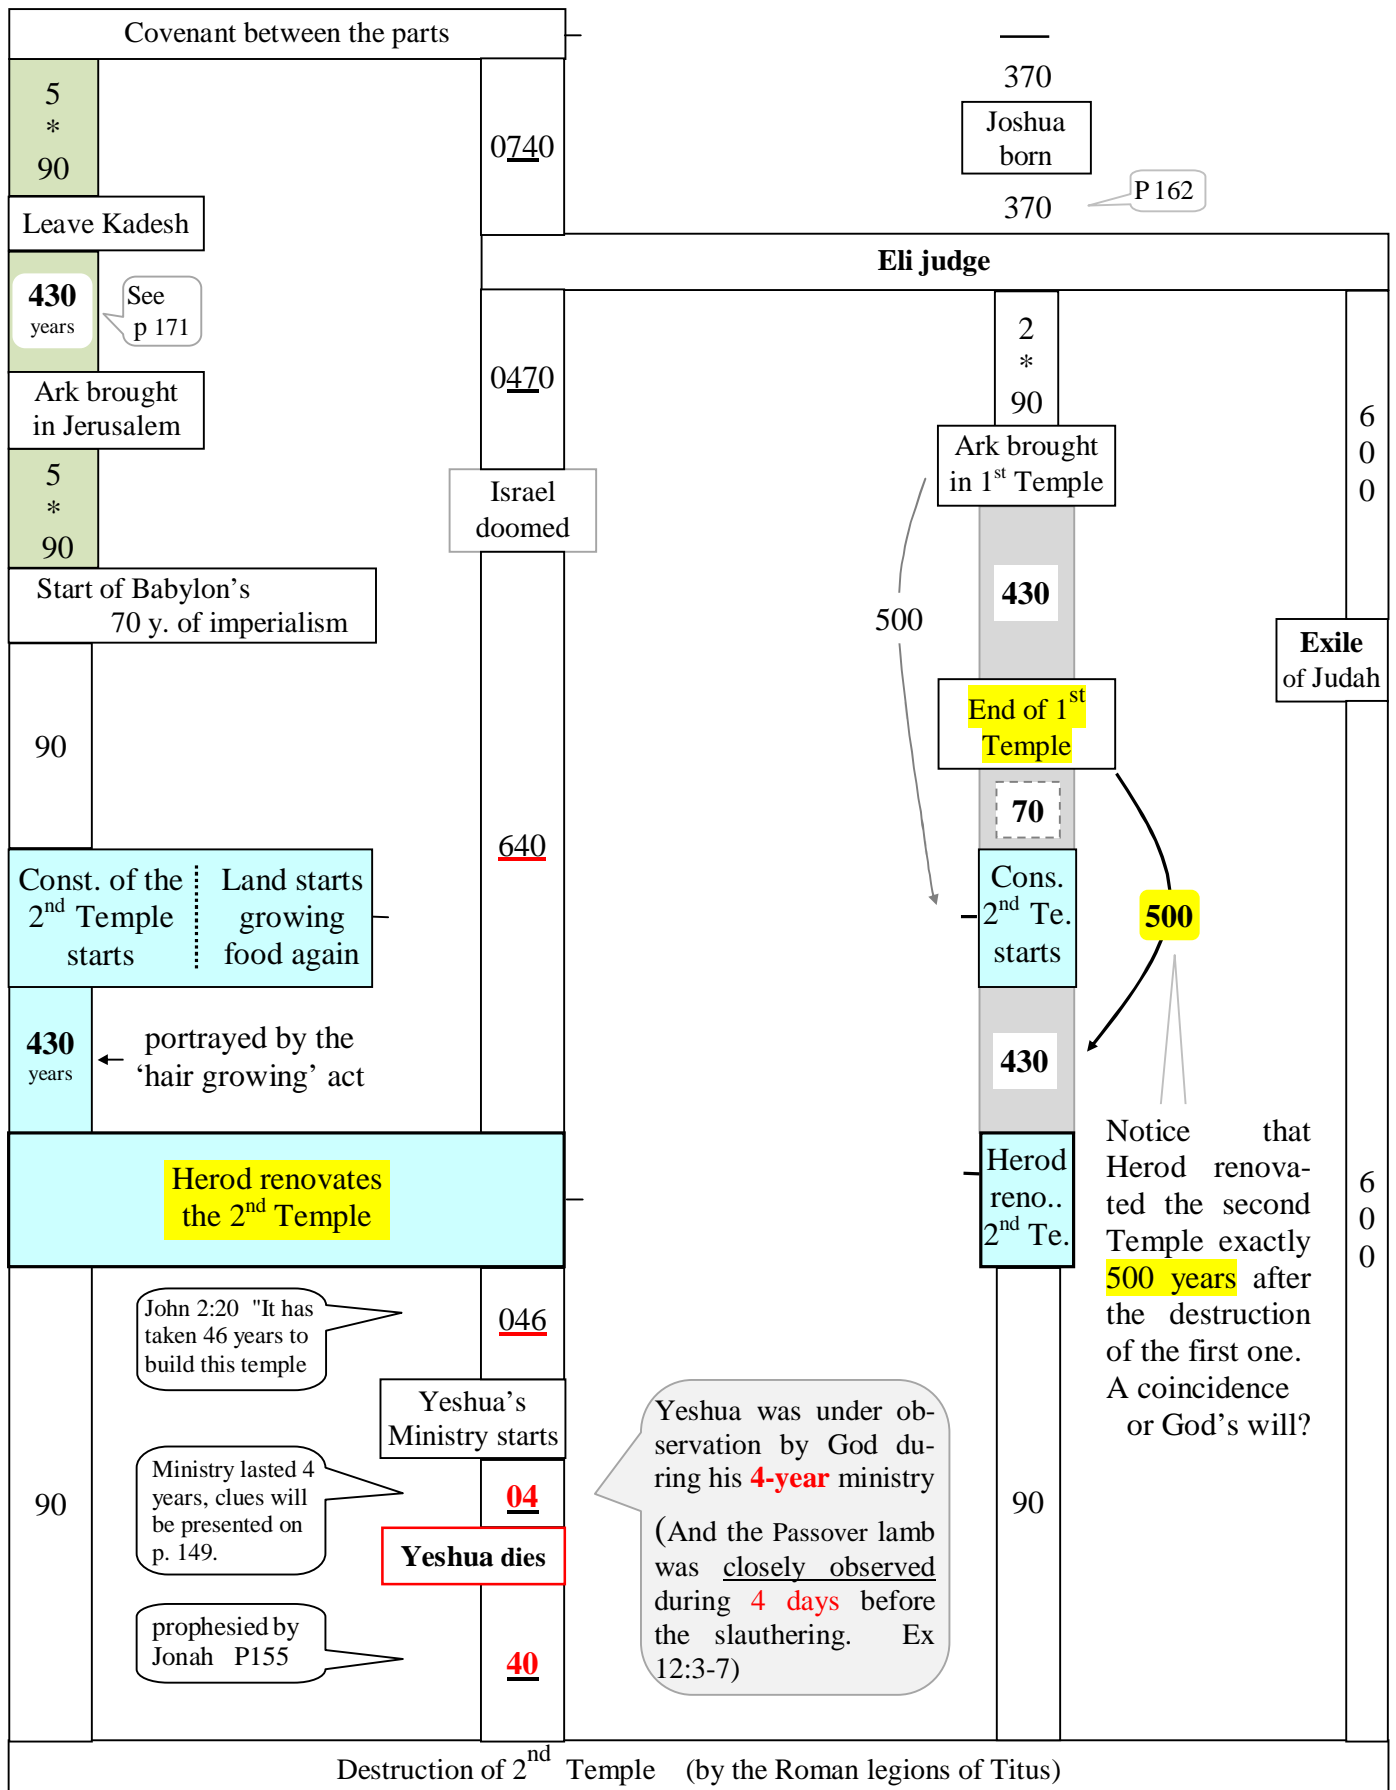 Covenant between the parts
5
*
90
Leave Kadesh
430
years
See
p 171
Ark brought
in Jerusalem
5
*
90
Start of Babylon’s
70 y. of imperialism
90
Const. of the
2nd Temple
starts
Land starts
growing
food again
430
years
portrayed by the
‘hair growing’ act
Herod renovates
the 2nd Temple
90
0740
0470
Israel
doomed
640
John 2:20 "It has
taken 46 years to
build this temple
046
Yeshua’s
Ministry starts
Ministry lasted 4
years, clues will
be presented on
p. 149.
04
Yeshua dies
prophesied by
Jonah P155
40
Yeshua was under ob-
servation by God du-
ring his 4-year ministry
(And the Passover lamb
was closely observed
during 4 days before
the slauthering. Ex
12:3-7)
370
Joshua
born
370
P 162
Eli judge
2
*
90
Ark brought
in 1st Temple
500
430
End of 1st
Temple
70
Cons.
2nd Te.
starts
500
430
Herod
reno..
2nd Te.
90
Notice that
Herod renova-
ted the second
Temple exactly
500 years after
the destruction
of the first one.
A coincidence
or God’s will?
6
0
0
Exile
of Judah
6
0
0
Destruction of 2nd Temple (by the Roman legions of Titus)